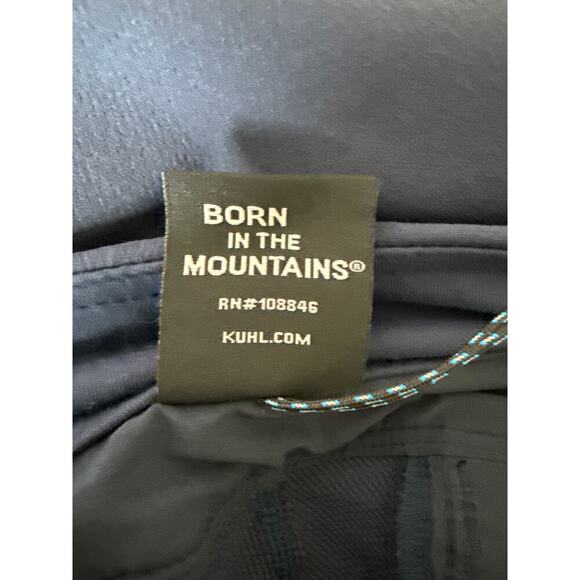 BORN
IN THE
MOUNTAINS®
RN#108846
KUHL.COM